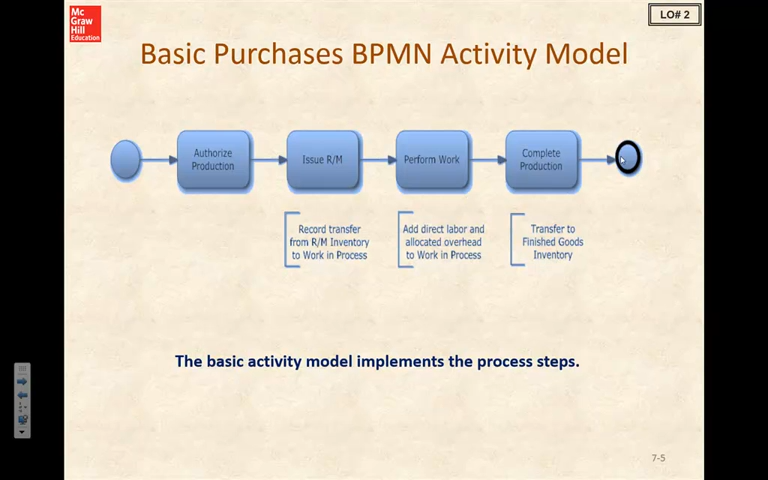 Mc
Graw
Hill
Education
LO# 2
Basic Purchases BPMN Activity Model
Authorize
Production
Issue R/M
Perform Work
Complete
Production
Record transfer
from R/M Inventory
to Work in Process
Add direct labor and
allocated overhead
to Work in Process
Transfer to
Finished Goods
Inventory
The basic activity model implements the process steps.
7-5